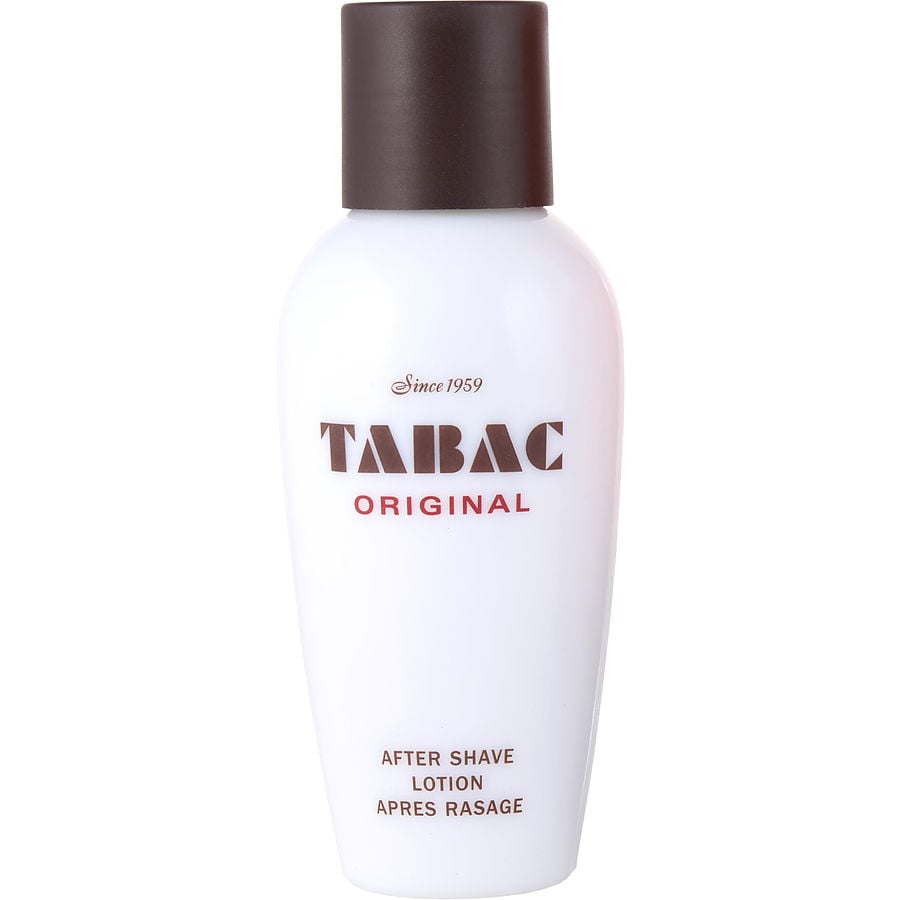 Since 1959
TABAC
ORIGINAL
AFTER SHAVE
LOTION
APRES RASAGE